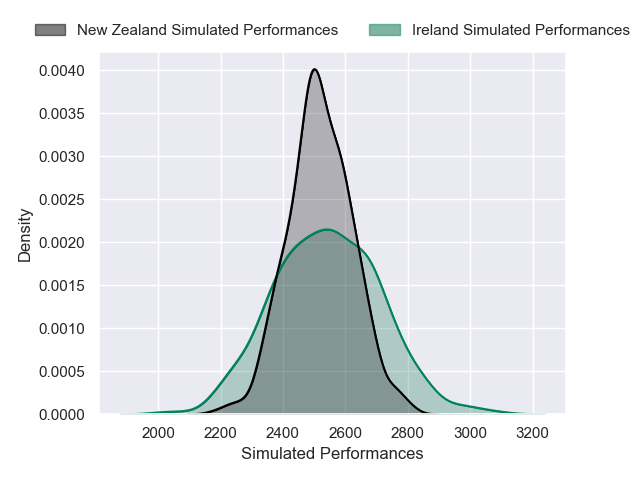 New Zealand Simulated Performances
Ireland Simulated Performances
0.0040
0.0035
0.0030
0.0025
0.0020
0.0015
0.0010
0.0005
0.0000
Density
2000 2200 2400 2600 2800 3000 3200
Simulated Performances